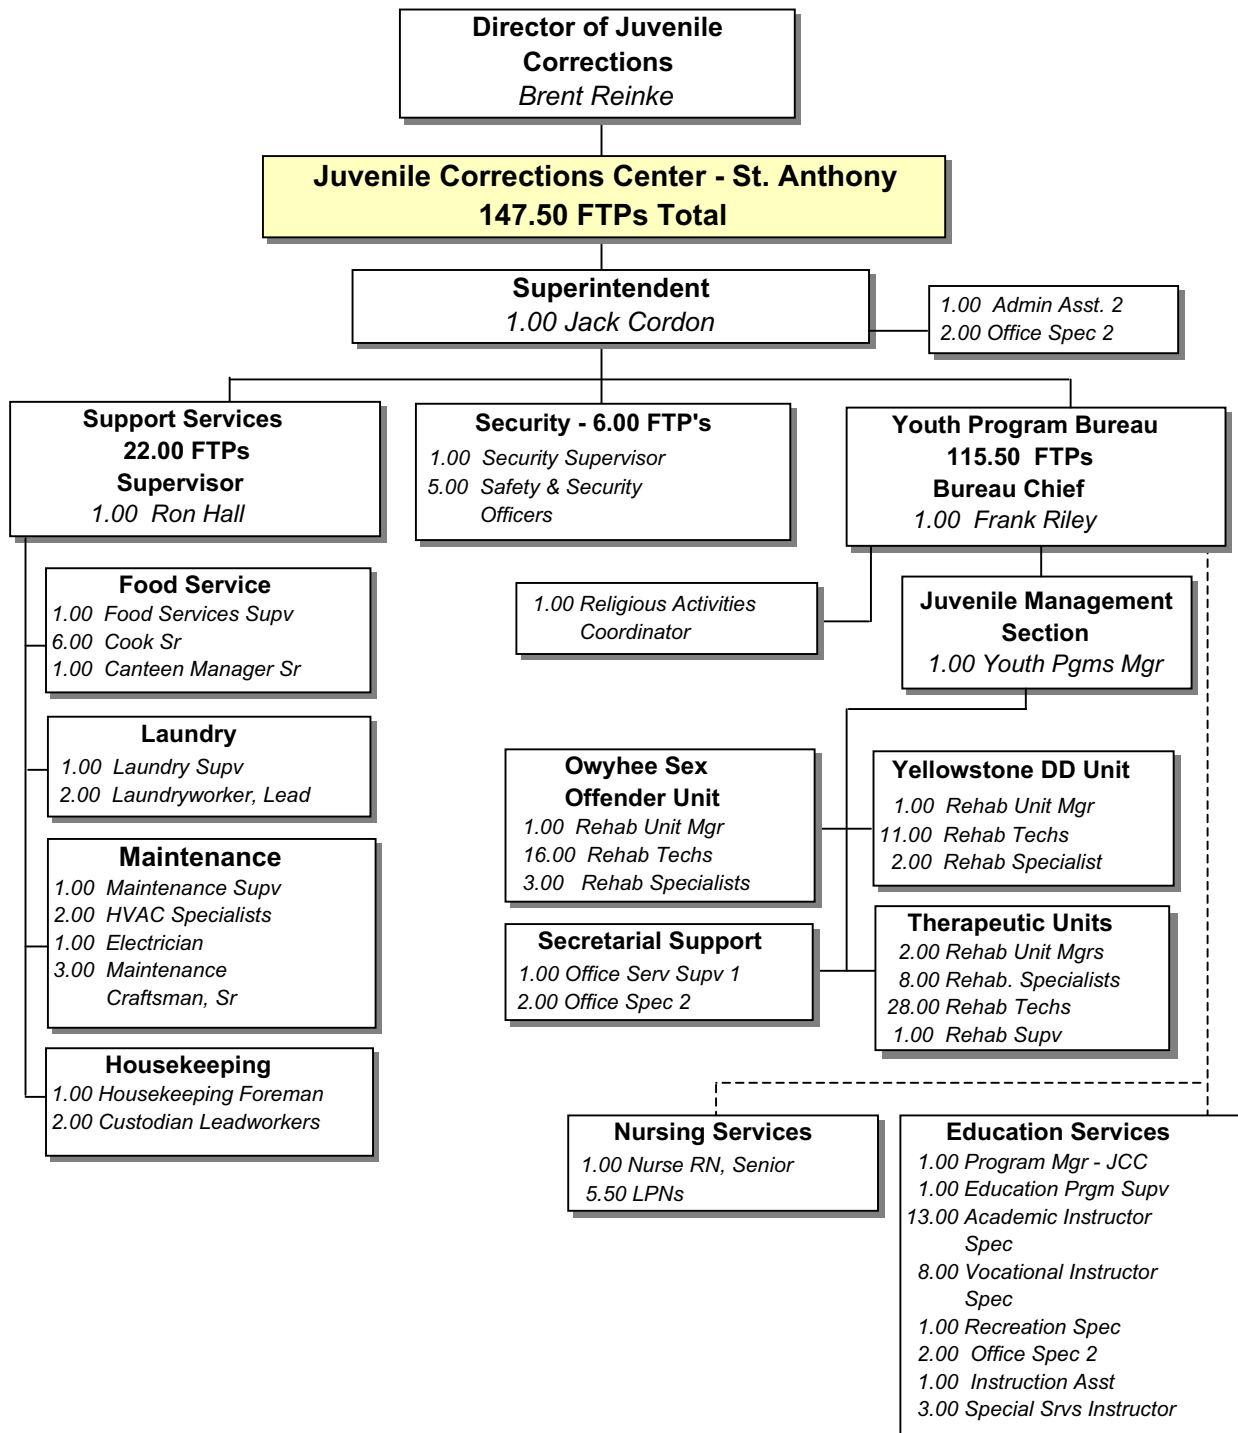 Director of Juvenile
Corrections
Brent Reinke
Juvenile Corrections Center - St. Anthony
147.50 FTPs Total
Superintendent
1.00 Jack Cordon
1.00 Admin Asst. 2
2.00 Office Spec 2
Support Services
22.00 FTPs
Supervisor
1.00 Ron Hall
Security - 6.00 FTP's
1.00 Security Supervisor
5.00 Safety & Security
Officers
Youth Program Bureau
115.50 FTPs
Bureau Chief
1.00 Frank Riley
Food Service
1.00 Food Services Supv
6.00 Cook Sr
1.00 Canteen Manager Sr
1.00 Religious Activities
Coordinator
Juvenile Management
Section
1.00 Youth Pgms Mgr
Laundry
1.00 Laundry Supv
2.00 Laundryworker, Lead
Owyhee Sex
Offender Unit
1.00 Rehab Unit Mgr
16.00 Rehab Techs
3.00 Rehab Specialists
Yellowstone DD Unit
1.00 Rehab Unit Mgr
11.00 Rehab Techs
2.00 Rehab Specialist
Maintenance
1.00 Maintenance Supv
2.00 HVAC Specialists
1.00 Electrician
3.00 Maintenance
Craftsman, Sr
Secretarial Support
1.00 Office Serv Supv 1
2.00 Office Spec 2
Therapeutic Units
2.00 Rehab Unit Mgrs
8.00 Rehab. Specialists
28.00 Rehab Techs
1.00 Rehab Supv
Housekeeping
1.00 Housekeeping Foreman
2.00 Custodian Leadworkers
Nursing Services
1.00 Nurse RN, Senior
5.50 LPNs
Education Services
1.00 Program Mgr - JCC
1.00 Education Prgm Supv
13.00 Academic Instructor
Spec
8.00 Vocational Instructor
Spec
1.00 Recreation Spec
2.00 Office Spec 2
1.00 Instruction Asst
3.00 Special Srvs Instructor